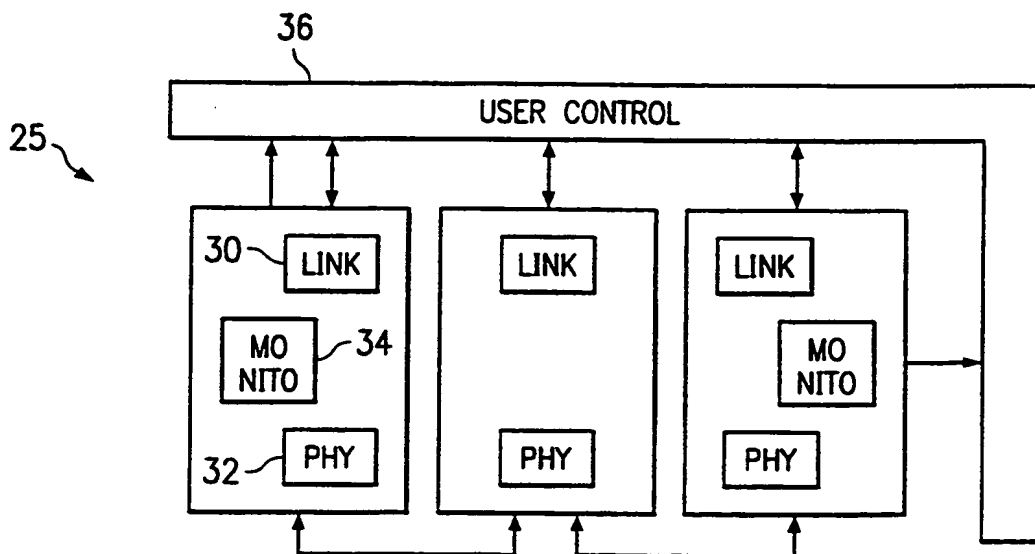 36
USER CONTROL
25
30
LINK
LINK
LINK
MO
NITO
34
MO
NITO
32
PHY
PHY
PHY